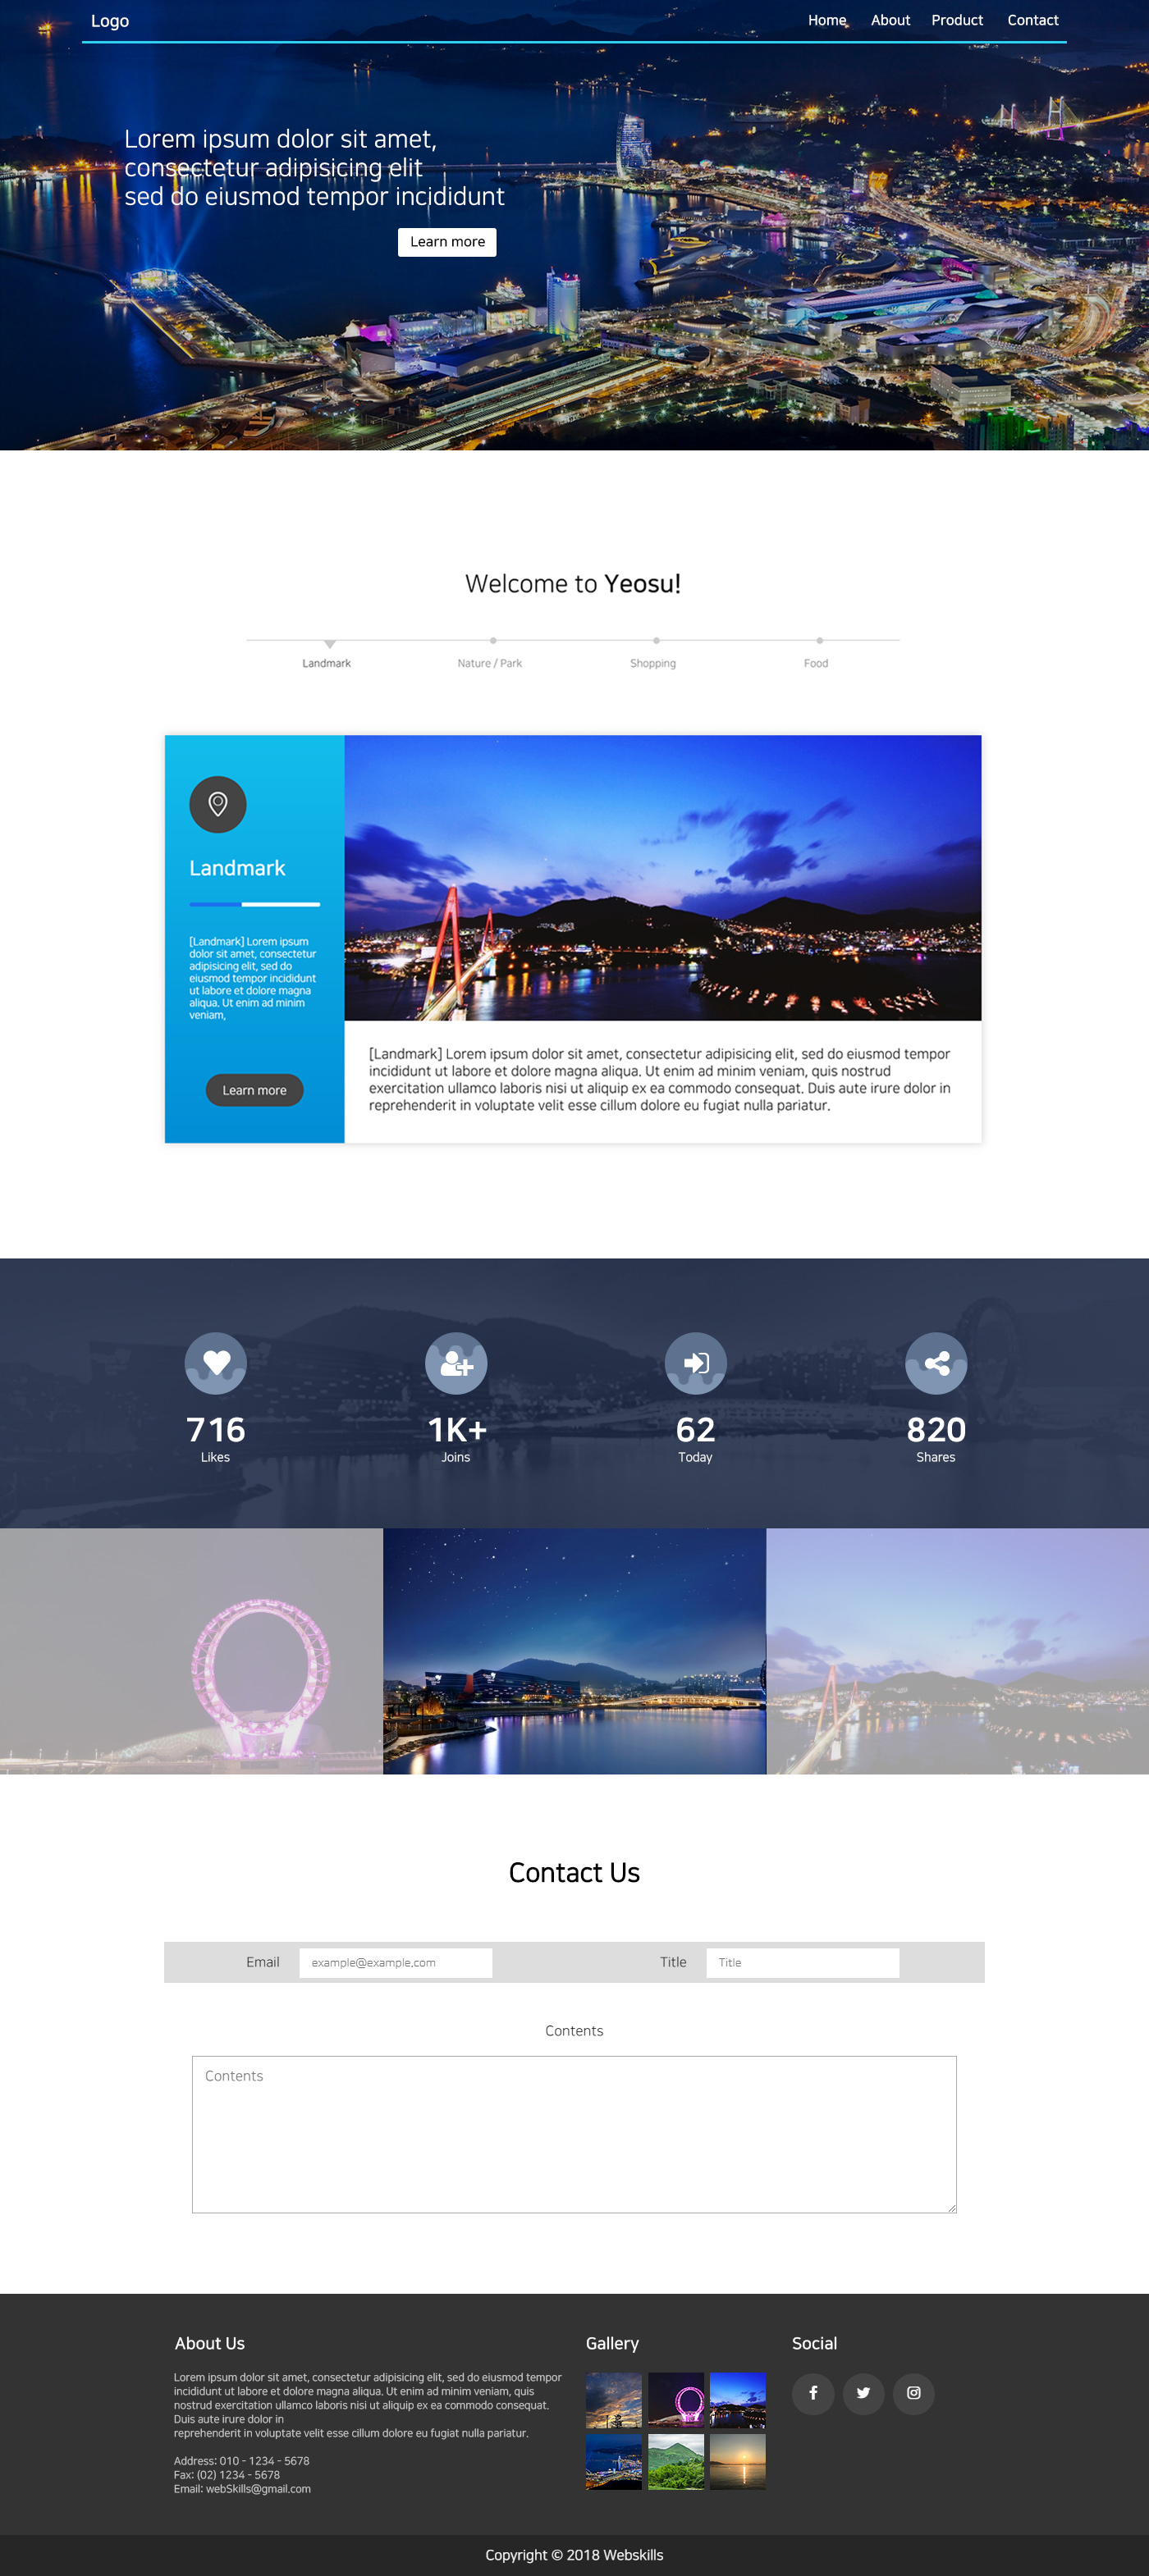 Logo
Home About Product Contact
Lorem ipsum dolor sit amet,
consectetur adipisicing elit
sed do eiusmod tempor incididunt
Learn more
Welcome to Yeosu!
Landmark Nature / Park Shopping Food
Landmark
[Landmark] Lorem ipsum
dolor sit amet, consectetur
adipisicing elit, sed do
eiusmod tempor incididunt
ut labore et dolore magna
aliqua. Ut enim ad minim
veniam,
Learn more
[Landmark] Lorem ipsum dolor sit amet, consectetur adipisicing elit, sed do eiusmod tempor
incididunt ut labore et dolore magna aliqua. Ut enim ad minim veniam, quis nostrud
exercitation ullamco laboris nisi ut aliquip ex ea commodo consequat. Duis aute irure dolor in
reprehenderit in voluptate velit esse cillum dolore eu fugiat nulla pariatur.
716 1K+ 62 820
Likes Joins Today Shares
Contact Us
Email example@example.com Title Title
Contents
Contents
About Us
Lorem ipsum dolor sit amet, consectetur adipisicing elit, sed do eiusmod tempor
incididunt ut labore et dolore magna aliqua. Ut enim ad minim veniam, quis
nostrud exercitation ullamco laboris nisi ut aliquip ex ea commodo consequat.
Duis aute irure dolor in
reprehenderit in voluptate velit esse cillum dolore eu fugiat nulla pariatur.
Address: 010 - 1234 - 5678
Fax: (02) 1234 - 5678
Email: webSkills@gmail.com
Gallery
Social
Copyright © 2018 Webskills